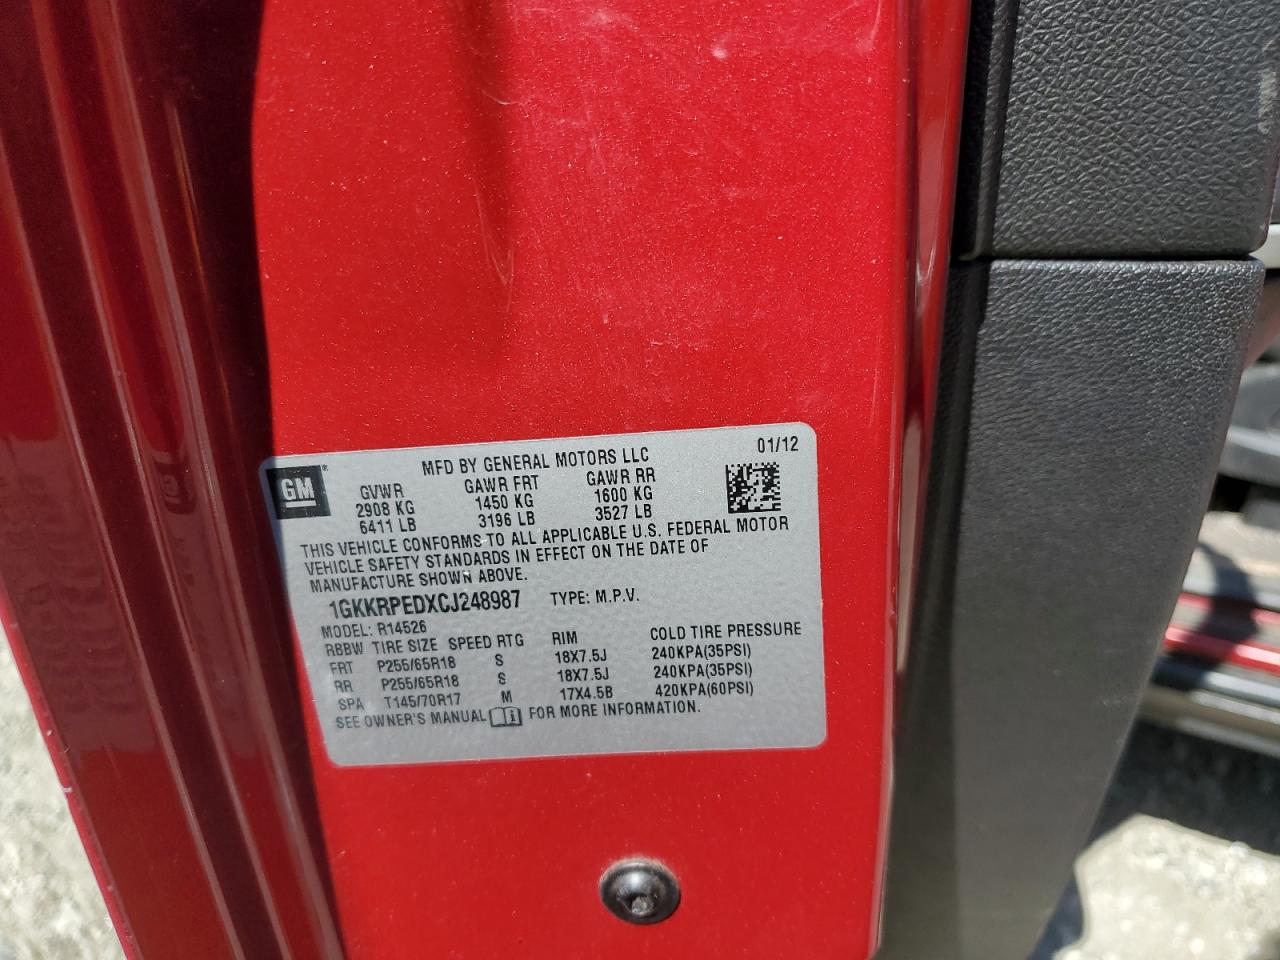 MFD BY GENERAL MOTORS LLC 01/12
GM®
GVWR GAWR FRT GAWR RR
2908 KG 1450 KG 1600 KG
6411 LB 3196 LB 3527 LB
THIS VEHICLE CONFORMS TO ALL APPLICABLE U.S. FEDERAL MOTOR
VEHICLE SAFETY STANDARDS IN EFFECT ON THE DATE OF
MANUFACTURE SHOWN ABOVE.
1GKKRPEDXCJ248987 TYPE: M.P.V.
MODEL: R14526
RBBW TIRE SIZE SPEED RTG RIM COLD TIRE PRESSURE
FRT P255/65R18 S 18X7.5J 240KPA(35PSI)
RR P255/65R18 S 18X7.5J 240KPA(35PSI)
SPA T145/70R17 M 17X4.5B 420KPA(60PSI)
SEE OWNER'S MANUAL FOR MORE INFORMATION.